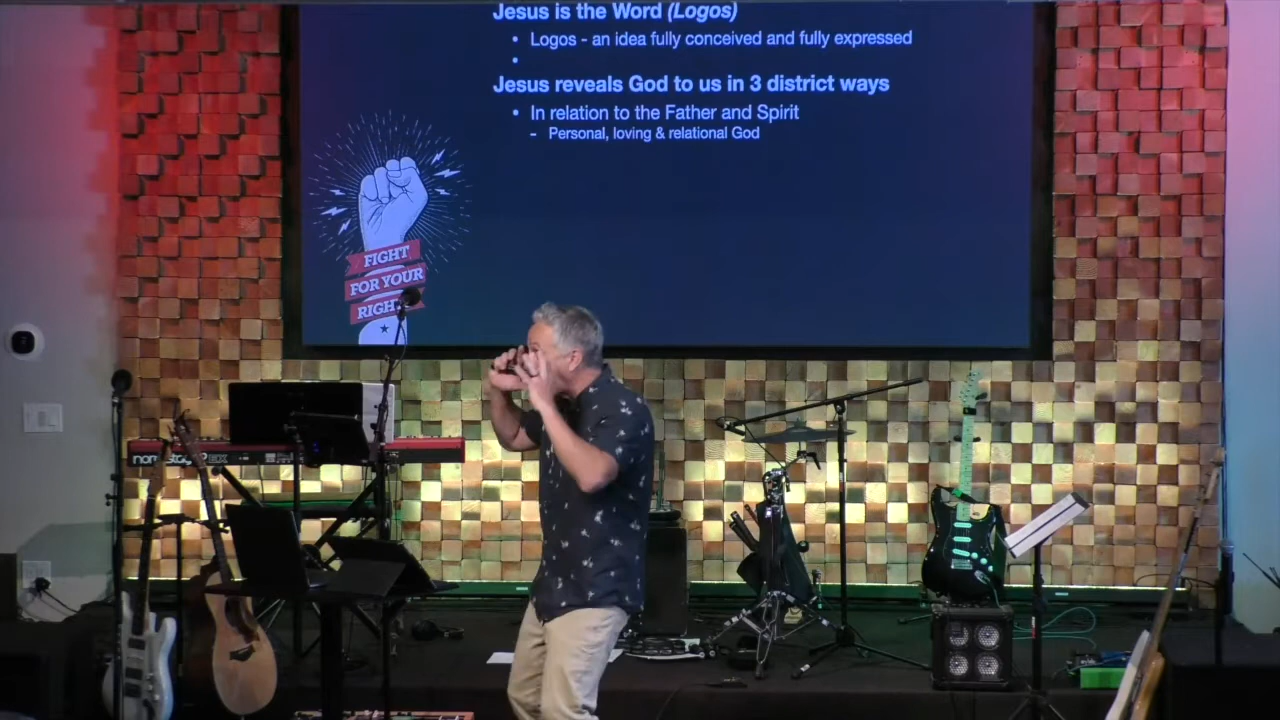 Jesus is the Word (Logos)
• Logos - an idea fully conceived and fully expressed
•
Jesus reveals God to us in 3 district ways
• In relation to the Father and Spirit
- Personal, loving & relational God
FIGHT
FOR YOUR